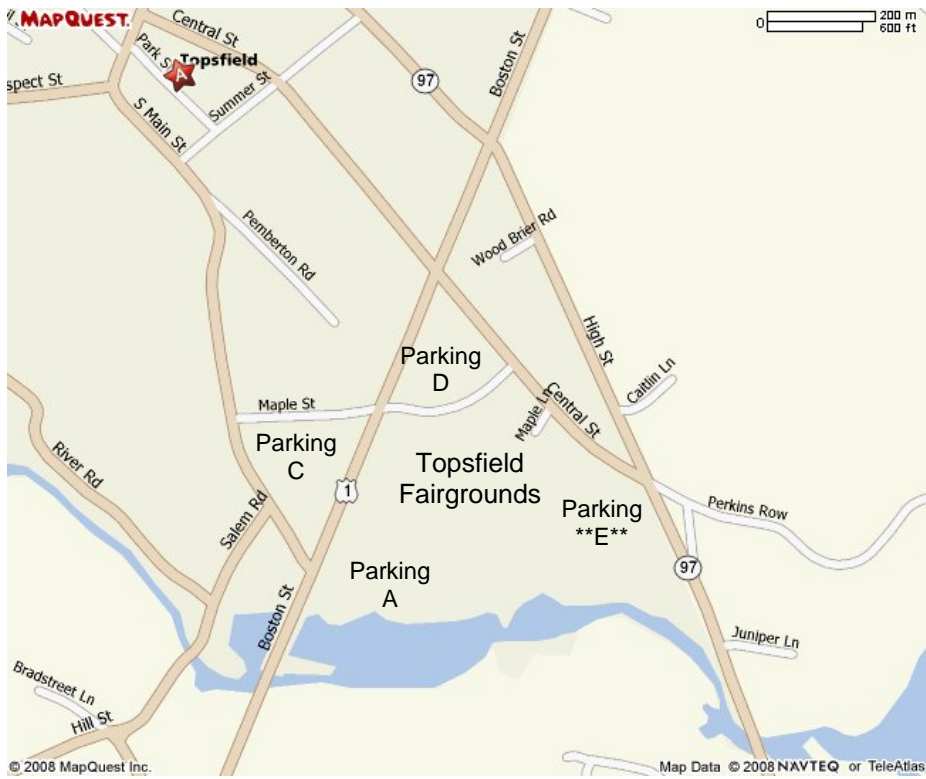 MAPQUEST.
Central St
Boston St
0 200 m
600 ft
Park St
A
Topsfield
97
spect St
Summer St
S Main St
Pemberton Rd
Wood Brier Rd
High St
Parking
D
Caitlin Ln
Maple St
Maple Ln
Central St
Parking
C
Topsfield
Fairgrounds
River Rd
1
Salem Rd
Parking
**E**
Perkins Row
Parking
A
97
Boston St
Juniper Ln
Bradstreet Ln
Hill St
© 2008 MapQuest Inc.
Map Data © 2008 NAVTEQ or TeleAtlas